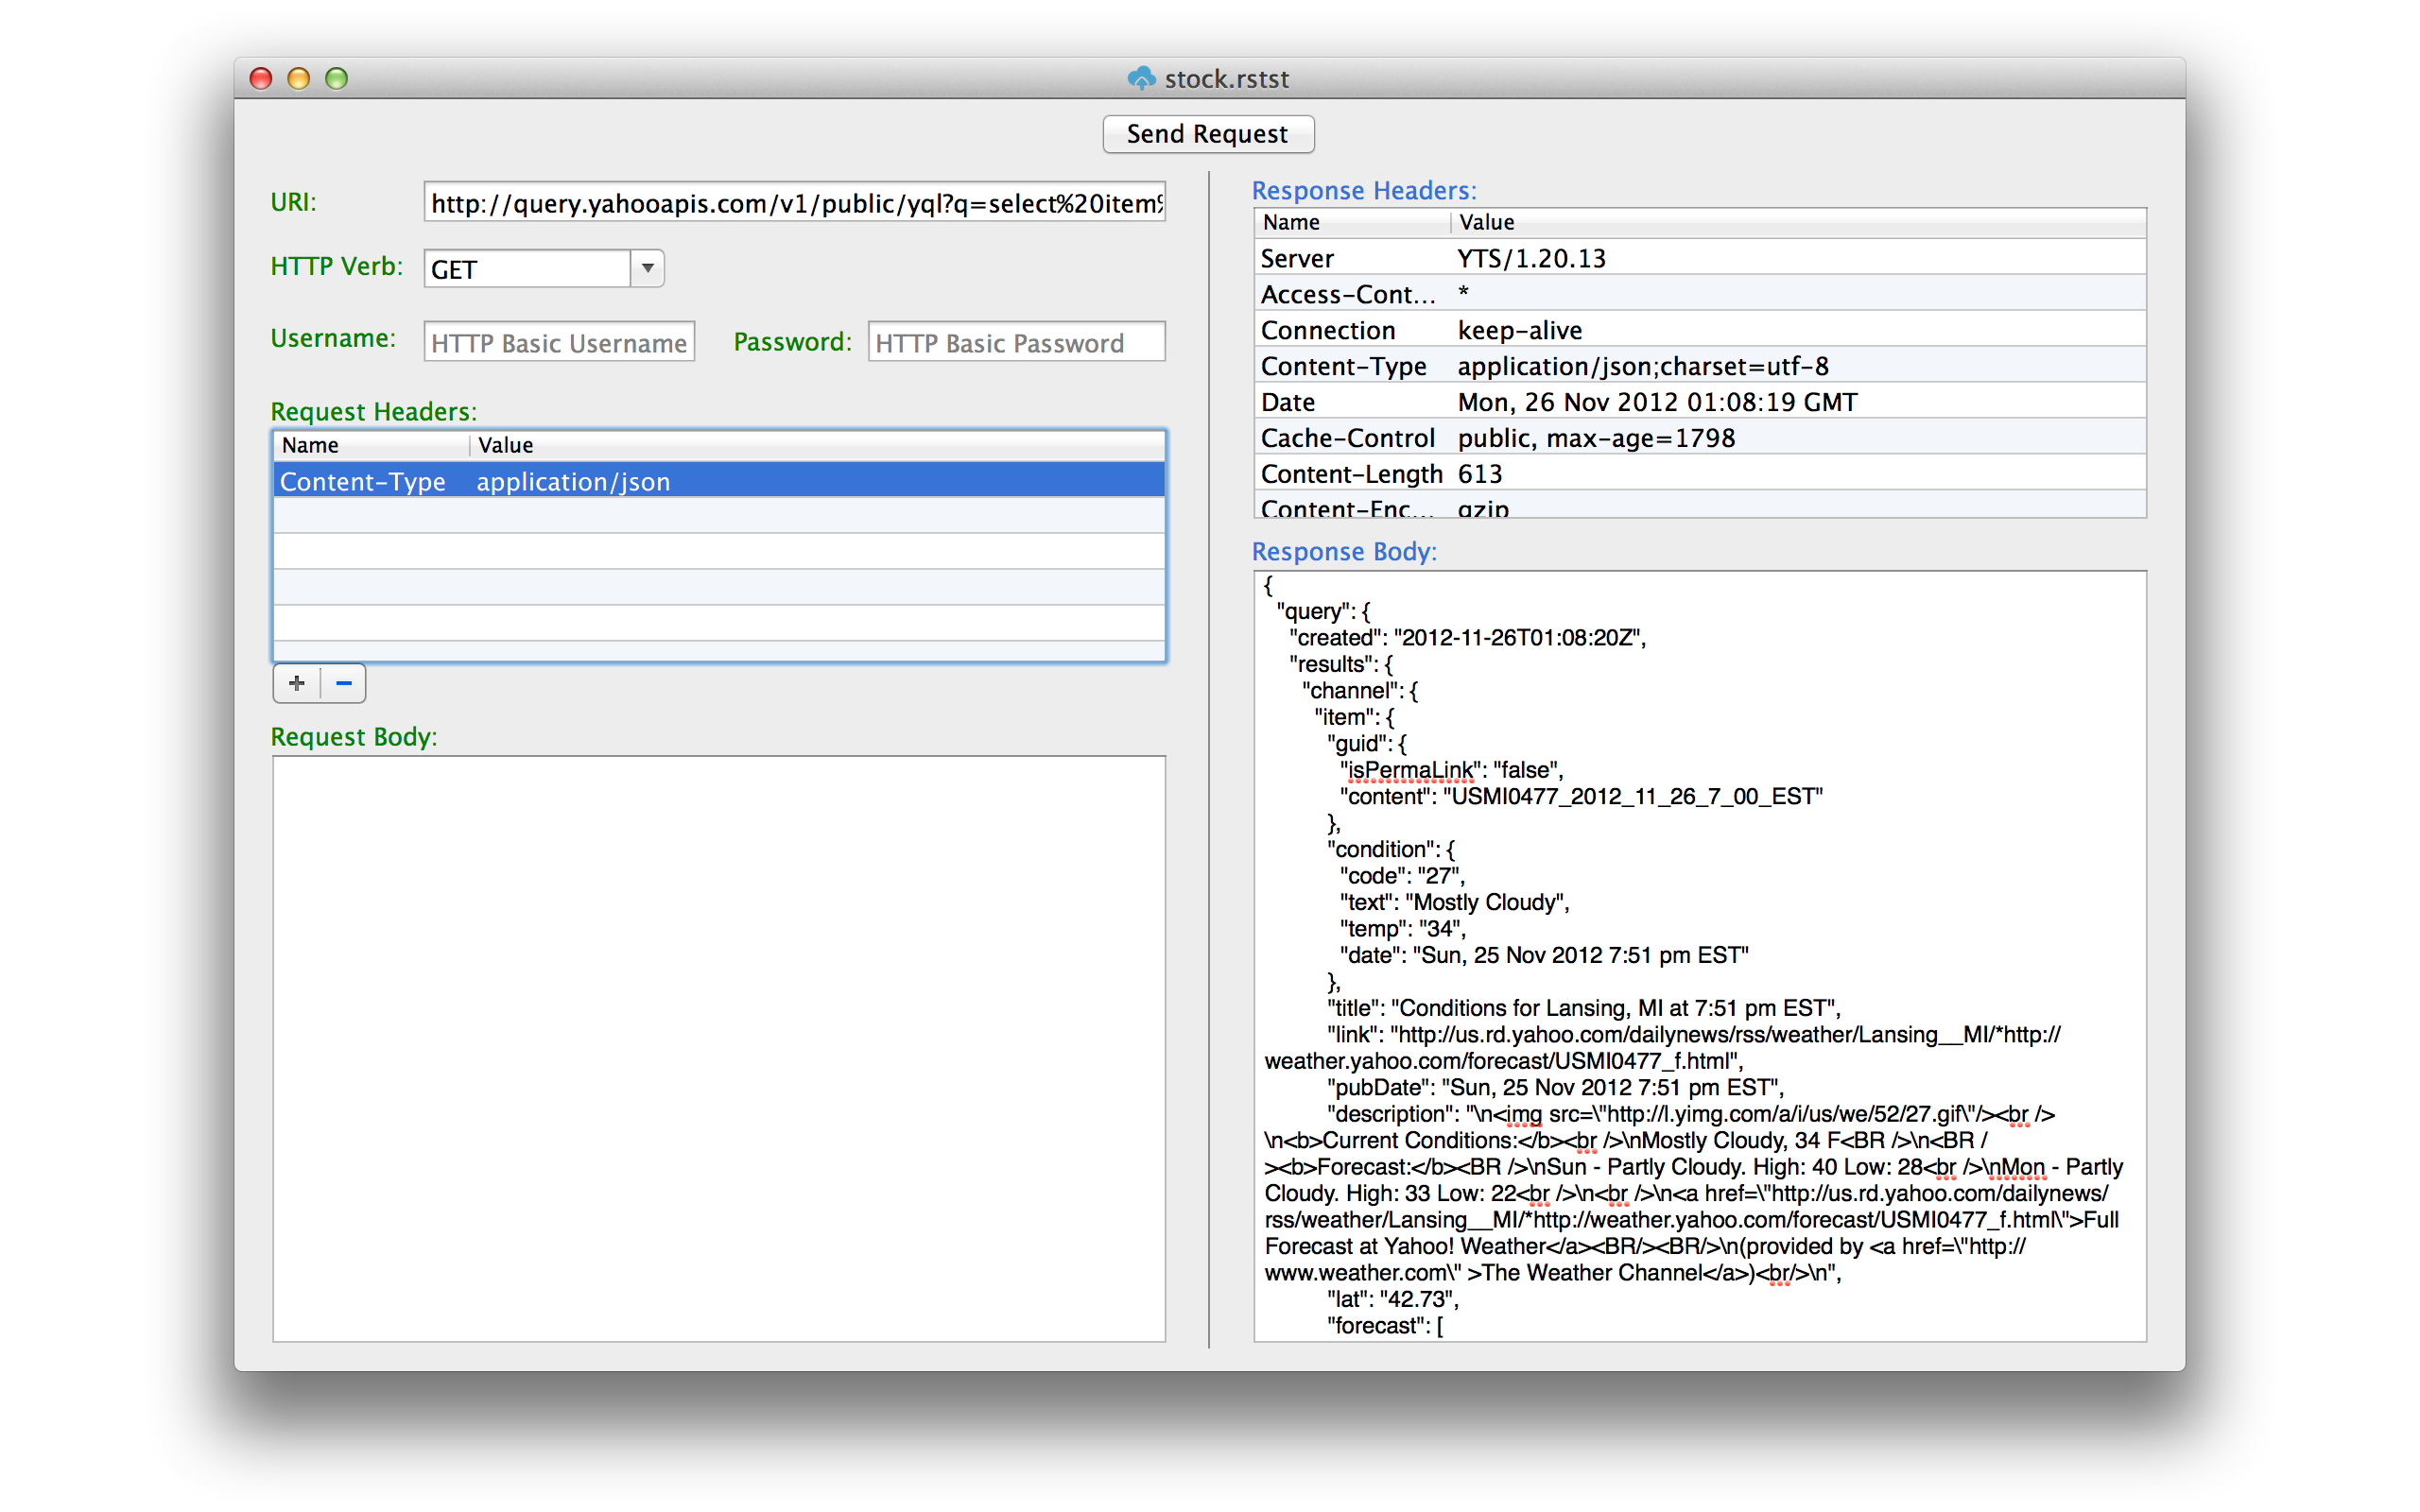 stock.rstst
Send Request
URI:
http://query.yahooapis.com/v1/public/yql?q=select%20item%
HTTP Verb:
GET
Username:
HTTP Basic Username
Password:
HTTP Basic Password
Request Headers:
Name Value
Content-Type application/json
+ −
Request Body:
Response Headers:
Name Value
Server YTS/1.20.13
Access-Cont... *
Connection keep-alive
Content-Type application/json;charset=utf-8
Date Mon, 26 Nov 2012 01:08:19 GMT
Cache-Control public, max-age=1798
Content-Length 613
Content-Enc... gzip
Response Body:
{
"query": {
"created": "2012-11-26T01:08:20Z",
"results": {
"channel": {
"item": {
"guid": {
"isPermaLink": "false",
"content": "USMI0477_2012_11_26_7_00_EST"
},
"condition": {
"code": "27",
"text": "Mostly Cloudy",
"temp": "34",
"date": "Sun, 25 Nov 2012 7:51 pm EST"
},
"title": "Conditions for Lansing, MI at 7:51 pm EST",
"link": "http://us.rd.yahoo.com/dailynews/rss/weather/Lansing__MI/*http://
weather.yahoo.com/forecast/USMI0477_f.html",
"pubDate": "Sun, 25 Nov 2012 7:51 pm EST",
"description": "\n<img src=\"http://l.yimg.com/a/i/us/we/52/27.gif\"/><br />
\n<b>Current Conditions:</b><br />\nMostly Cloudy, 34 F<BR />\n<BR /
><b>Forecast:</b><BR />\nSun - Partly Cloudy. High: 40 Low: 28<br />\nMon - Partly
Cloudy. High: 33 Low: 22<br />\n<br />\n<a href=\"http://us.rd.yahoo.com/dailynews/
rss/weather/Lansing__MI/*http://weather.yahoo.com/forecast/USMI0477_f.html\">Full
Forecast at Yahoo! Weather</a><BR/><BR/>\n(provided by <a href=\"http://
www.weather.com\" >The Weather Channel</a>)<br/>\n",
"lat": "42.73",
"forecast": [